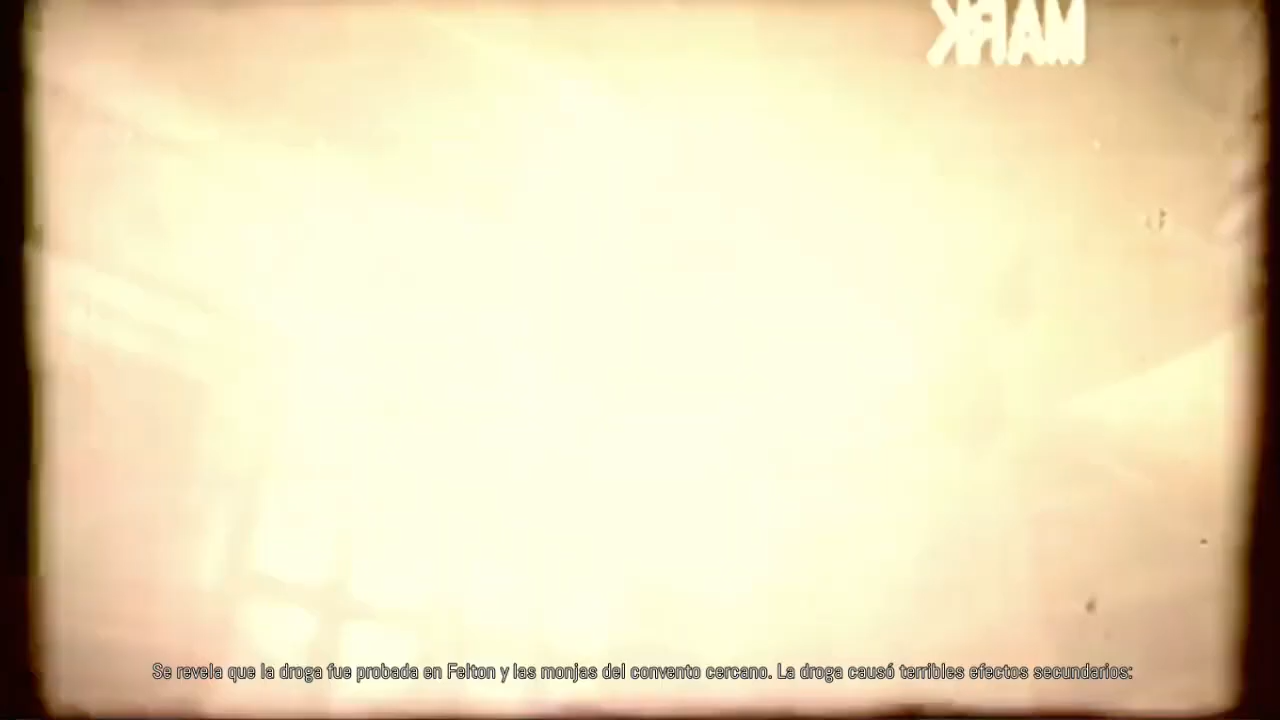 MARK
Se revela que la droga fue probada en Felton y las monjas del convento cercano. La droga causó terribles efectos secundarios: